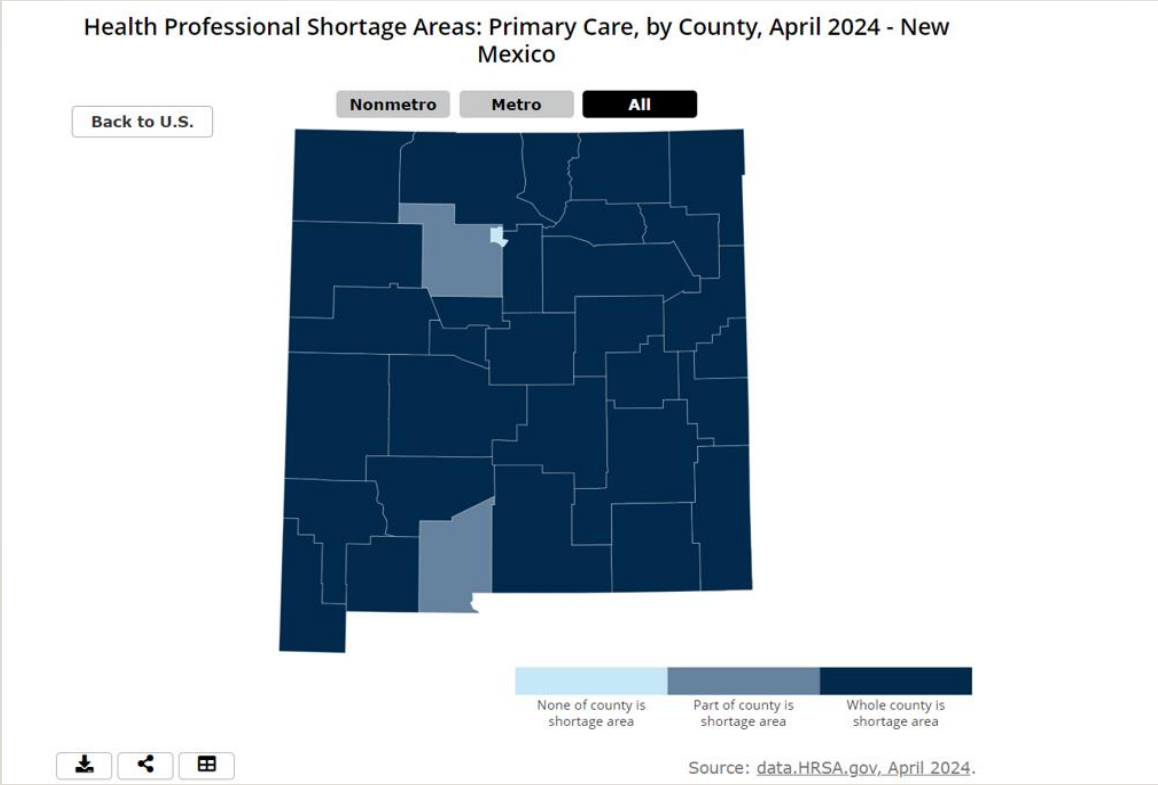 Health Professional Shortage Areas: Primary Care, by County, April 2024 - New
Mexico
Nonmetro
Metro
All
Back to U.S.
None of county is
shortage area
Part of county is
shortage area
Whole county is
shortage area
Source: data.HRSA.gov, April 2024.